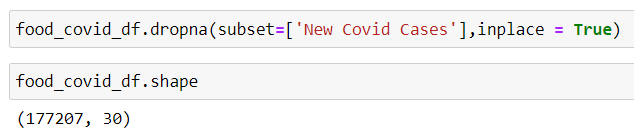 food_covid_df.dropna(subset=['New Covid Cases'],inplace = True)
food_covid_df.shape
(177207, 30)